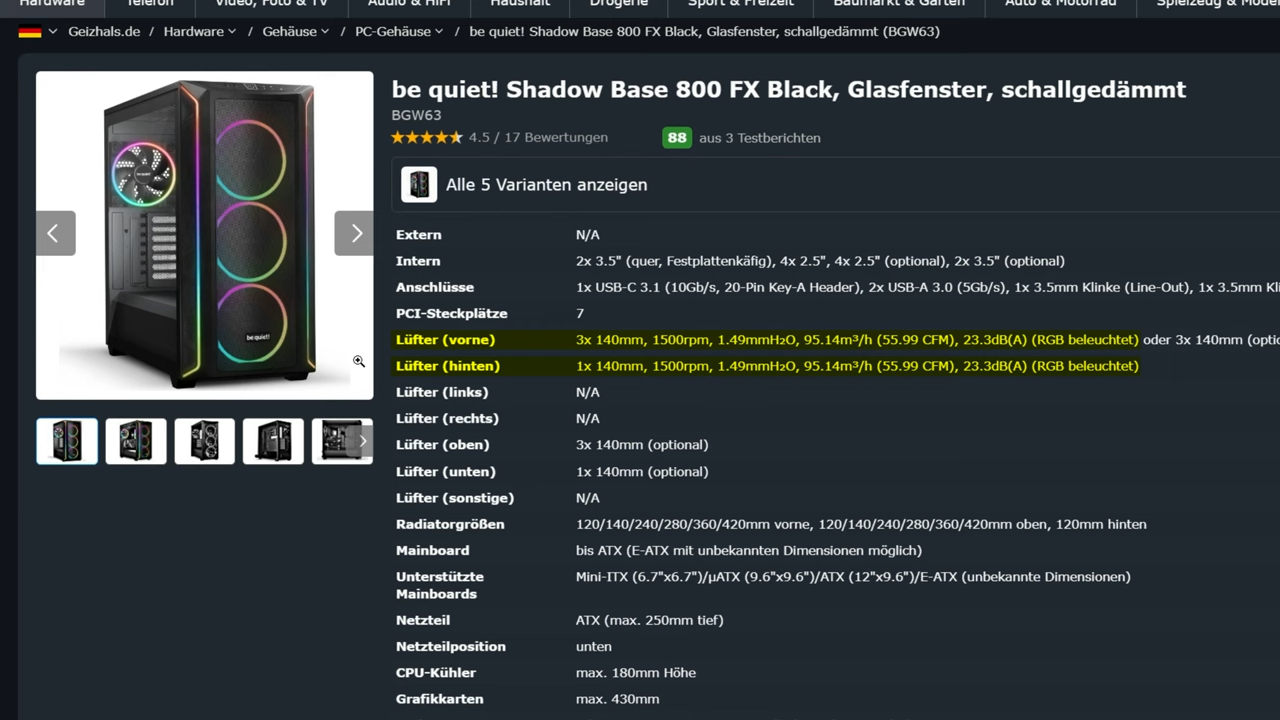 Hardware Telefon Video, Foto & TV Audio & HiFi Haushalt Drogerie Sport & Freizeit Baumarkt & Garten Auto & Motorrad Spielzeug &
Geizhals.de / Hardware / Gehäuse / PC-Gehäuse / be quiet! Shadow Base 800 FX Black, Glasfenster, schallgedämmt (BGW63)
be quiet! Shadow Base 800 FX Black, Glasfenster, schallgedämmt
BGW63
4.5 / 17 Bewertungen 88 aus 3 Testberichten
Alle 5 Varianten anzeigen
be quiet!
be quiet!
Extern N/A
Intern 2x 3.5" (quer, Festplattenkäfig), 4x 2.5", 4x 2.5" (optional), 2x 3.5" (optional)
Anschlüsse 1x USB-C 3.1 (10Gb/s, 20-Pin Key-A Header), 2x USB-A 3.0 (5Gb/s), 1x 3.5mm Klinke (Line-Out), 1x 3.5mm
PCI-Steckplätze 7
Lüfter (vorne) 3x 140mm, 1500rpm, 1.49mmH₂O, 95.14m³/h (55.99 CFM), 23.3dB(A) (RGB beleuchtet) oder 3x 140mm
Lüfter (hinten) 1x 140mm, 1500rpm, 1.49mmH₂O, 95.14m³/h (55.99 CFM), 23.3dB(A) (RGB beleuchtet)
Lüfter (links) N/A
Lüfter (rechts) N/A
Lüfter (oben) 3x 140mm (optional)
Lüfter (unten) 1x 140mm (optional)
Lüfter (sonstige) N/A
Radiatorgrößen 120/140/240/280/360/420mm vorne, 120/140/240/280/360/420mm oben, 120mm hinten
Mainboard bis ATX (E-ATX mit unbekannten Dimensionen möglich)
Unterstützte Mini-ITX (6.7"x6.7")/µATX (9.6"x9.6")/ATX (12"x9.6")/E-ATX (unbekannte Dimensionen)
Mainboards
Netzteil ATX (max. 250mm tief)
Netzteilposition unten
CPU-Kühler max. 180mm Höhe
Grafikkarten max. 430mm